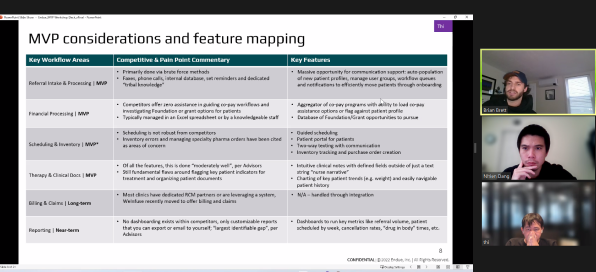 Thi
MVP considerations and feature mapping
Key Workflow Areas
Competitive & Pain Point Commentary
Key Features
Referral Intake & Processing | MVP
• Primarily done via brute force methods
• Faxes, phone calls, internal database, set reminders and dedicated
"tribal knowledge"
• Massive opportunity for communication support: auto-population
of new patient profiles, manage user groups, workflow queues
and notifications to efficiently move patients through onboarding
Financial Processing | MVP
• Competitors offer zero assistance in guiding co-pay workflows and
investigating Foundation or grant options for patients
• Typically managed in an Excel spreadsheet or by a knowledgeable staff
• Aggregator of co-pay programs with ability to load co-pay
assistance options or flag against patient profile
• Database of Foundation/Grant opportunities to pursue
Scheduling & Inventory | MVP*
• Scheduling is not robust from competitors
• Inventory errors and managing specialty pharma orders have been cited
as areas of concern
• Guided scheduling
• Patient portal for patients
• Two-way texting with communication
• Inventory tracking and purchase order creation
Therapy & Clinical Docs | MVP
• Of all the features, this is done "moderately well", per Advisors
• Still fundamental flaws around flagging key patient indicators for
treatment and organizing patient documents
• Intuitive clinical notes with defined fields outside of just a text
string "nurse narrative"
• Charting of key patient trends (e.g. weight) and easily navigable
patient history
Billing & Claims | Long-term
• Most clinics have dedicated RCM partners or are leveraging a system,
WeInfuse recently moved to offer billing and claims
• N/A – handled through integration
Reporting | Near-term
• No dashboarding exists within competitors, only customizable reports
that you can export or email to yourself; "largest identifiable gap", per
Advisors
• Dashboards to run key metrics like referral volume, patient
scheduled by week, cancellation rates, "drug in body" times, etc.
8
CONFIDENTIAL | © 2022 Enduvo, Inc. | All Rights Reserved.
Display Settings
Brian Brett
Nhien Dang
thi